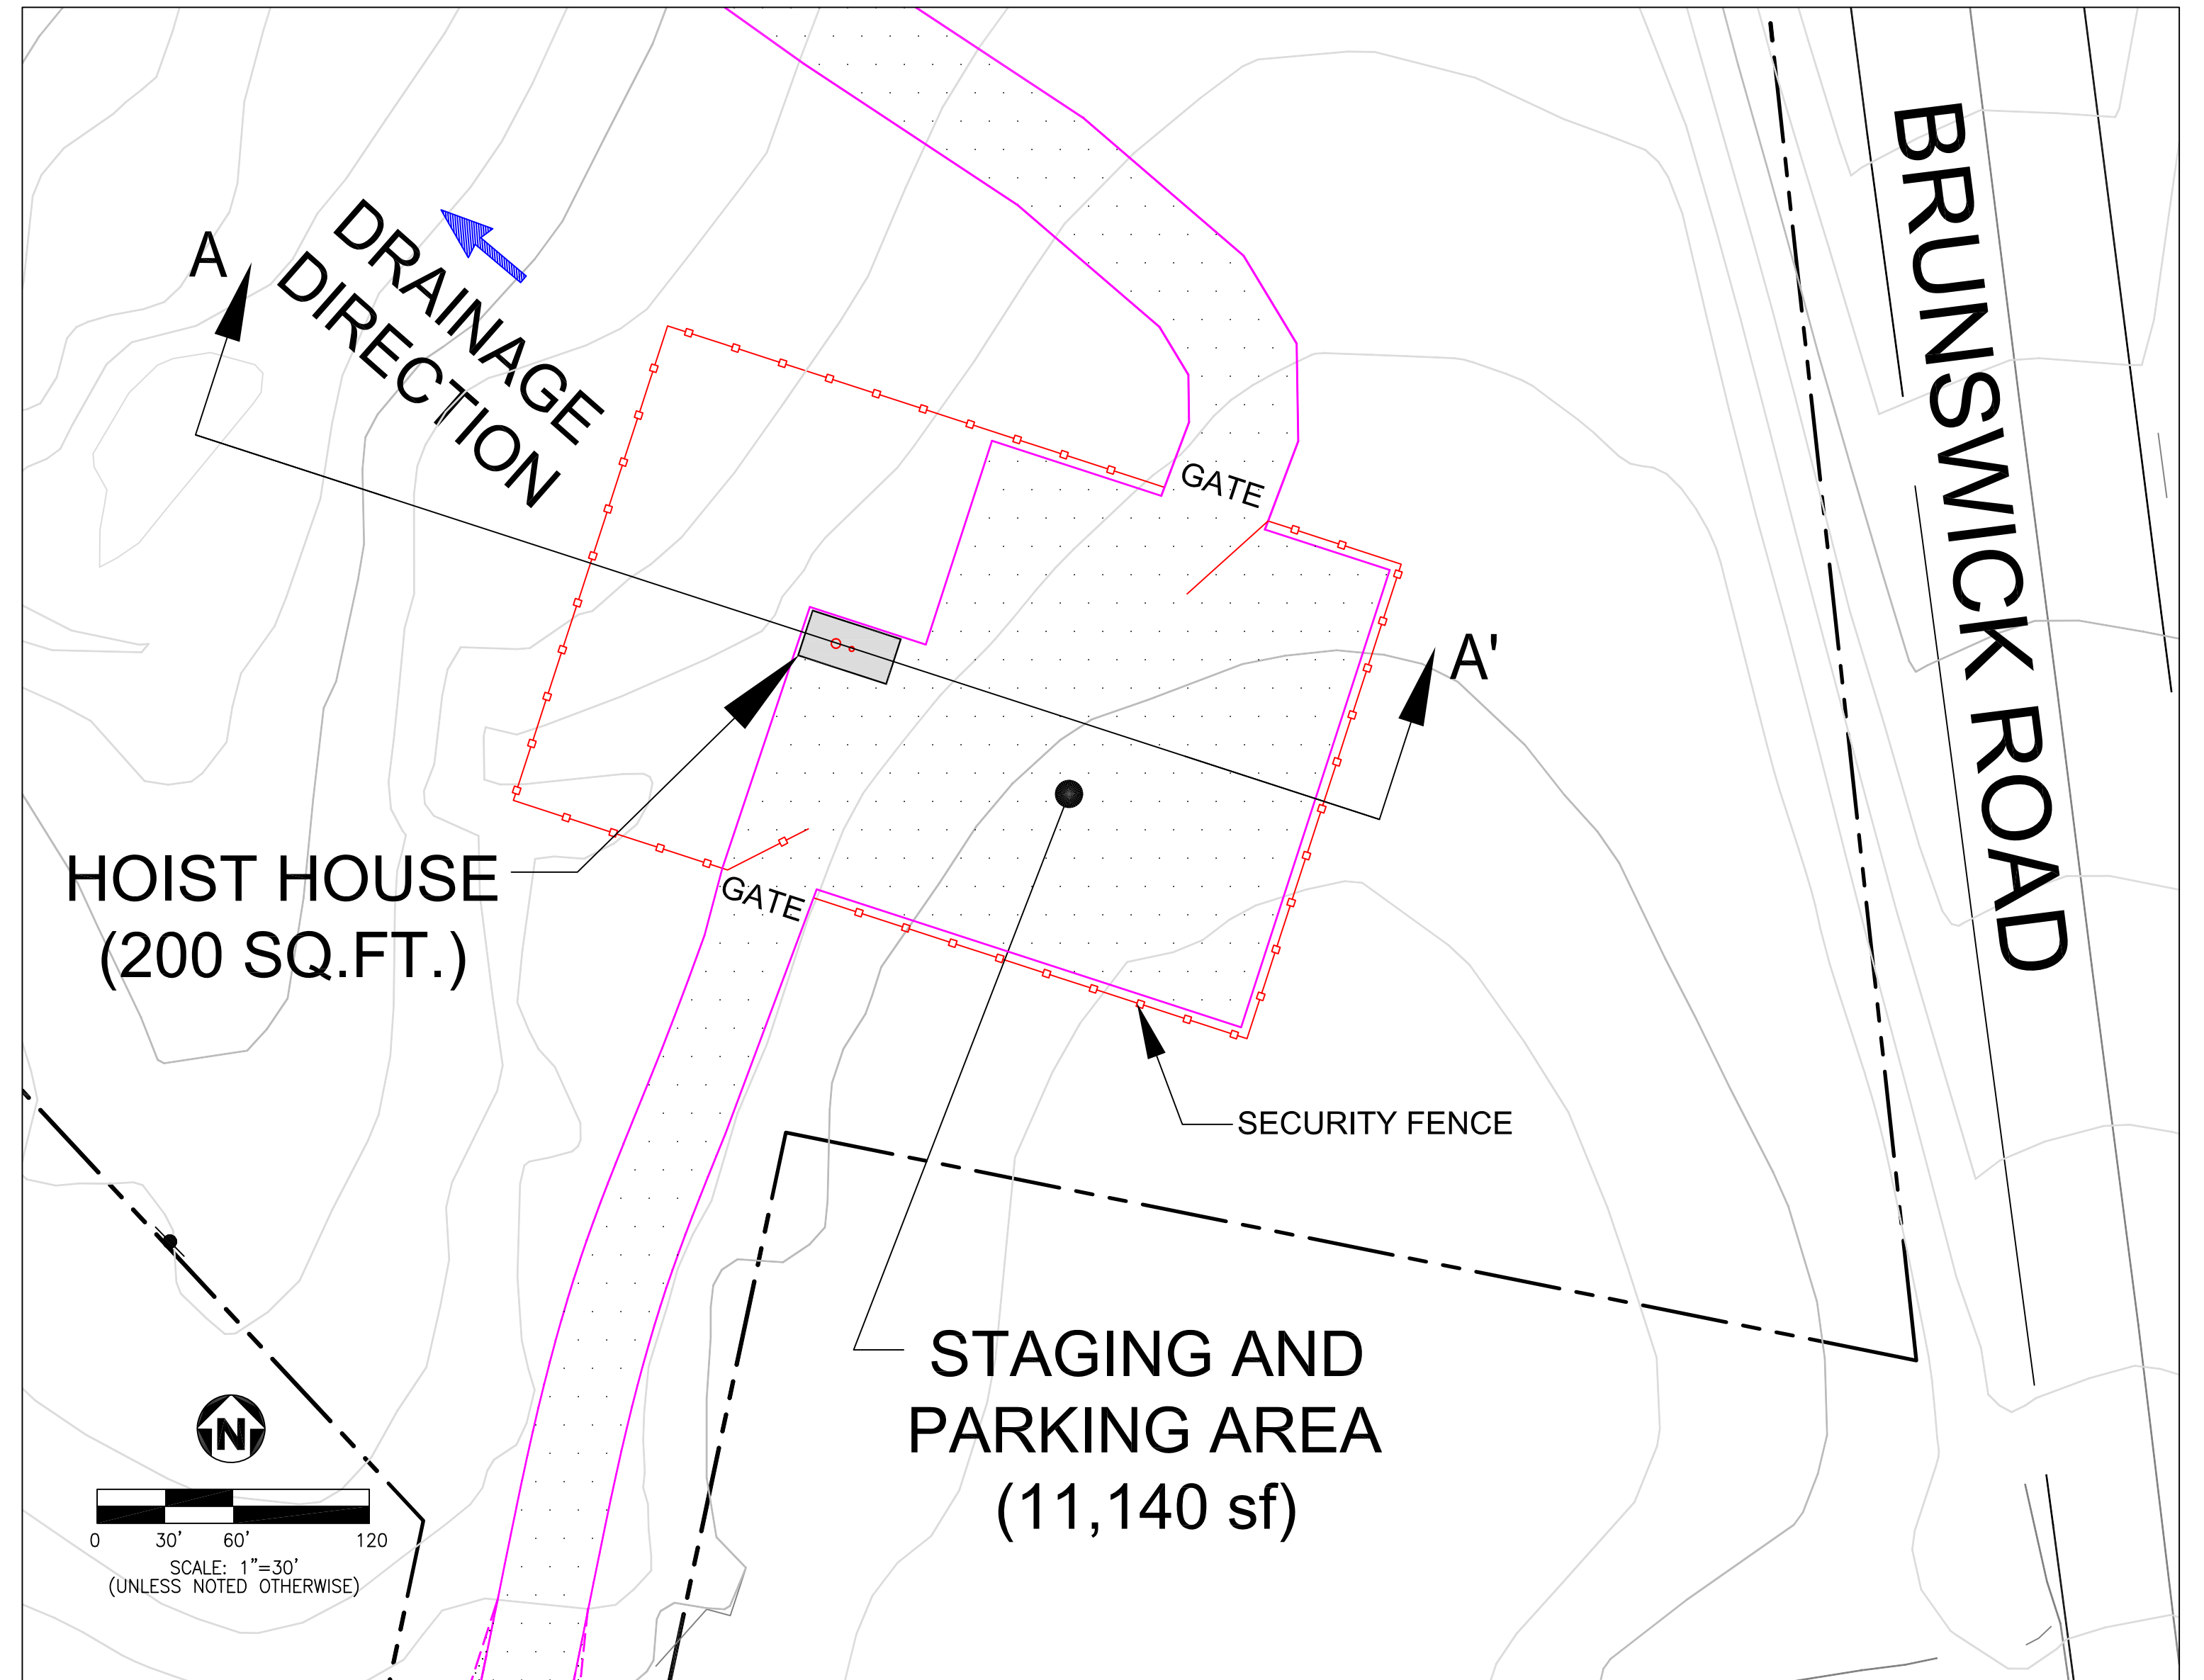 BRUNSWICK ROAD
A
DRAINAGE
DIRECTION
GATE
A'
HOIST HOUSE
(200 SQ.FT.)
GATE
SECURITY FENCE
STAGING AND
PARKING AREA
(11,140 sf)
N
0 30' 60' 120
SCALE: 1"=30'
(UNLESS NOTED OTHERWISE)